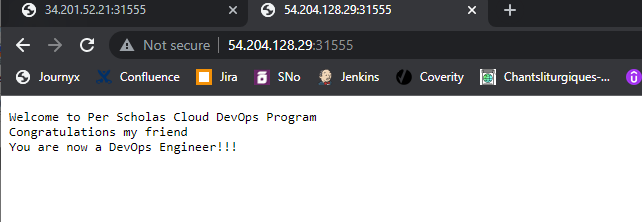 34.201.52.21:31555
54.204.128.29:31555
Not secure
54.204.128.29:31555
Journyx
Confluence
Jira
SNo
Jenkins
Coverity
Chantsliturgiques-...
Welcome to Per Scholas Cloud DevOps Program
Congratulations my friend
You are now a DevOps Engineer!!!